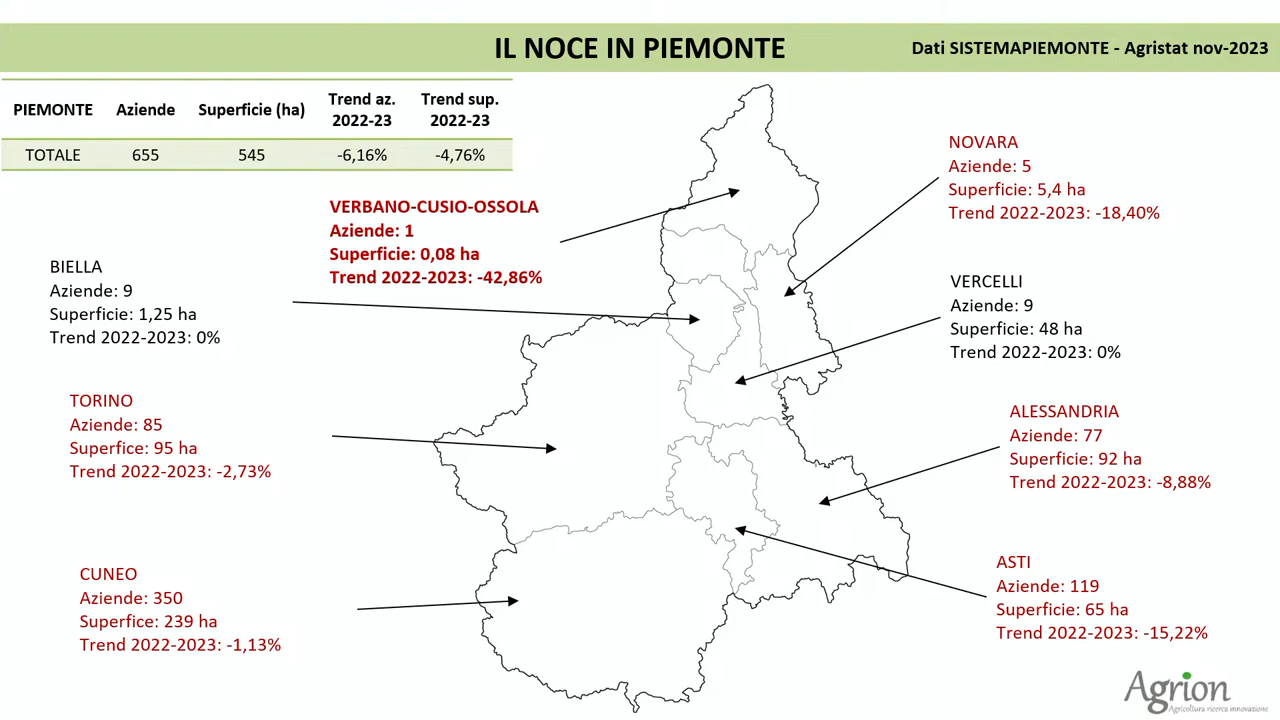 IL NOCE IN PIEMONTE
Dati SISTEMAPIEMONTE - Agristat nov-2023
PIEMONTE Aziende Superficie (ha) Trend az. 2022-23 Trend sup. 2022-23
TOTALE 655 545 -6,16% -4,76%
VERBANO-CUSIO-OSSOLA
Aziende: 1
Superficie: 0,08 ha
Trend 2022-2023: -42,86%
NOVARA
Aziende: 5
Superficie: 5,4 ha
Trend 2022-2023: -18,40%
BIELLA
Aziende: 9
Superficie: 1,25 ha
Trend 2022-2023: 0%
VERCELLI
Aziende: 9
Superficie: 48 ha
Trend 2022-2023: 0%
TORINO
Aziende: 85
Superfice: 95 ha
Trend 2022-2023: -2,73%
ALESSANDRIA
Aziende: 77
Superficie: 92 ha
Trend 2022-2023: -8,88%
CUNEO
Aziende: 350
Superfice: 239 ha
Trend 2022-2023: -1,13%
ASTI
Aziende: 119
Superficie: 65 ha
Trend 2022-2023: -15,22%
Agrion
Agricoltura ricerca innovazione